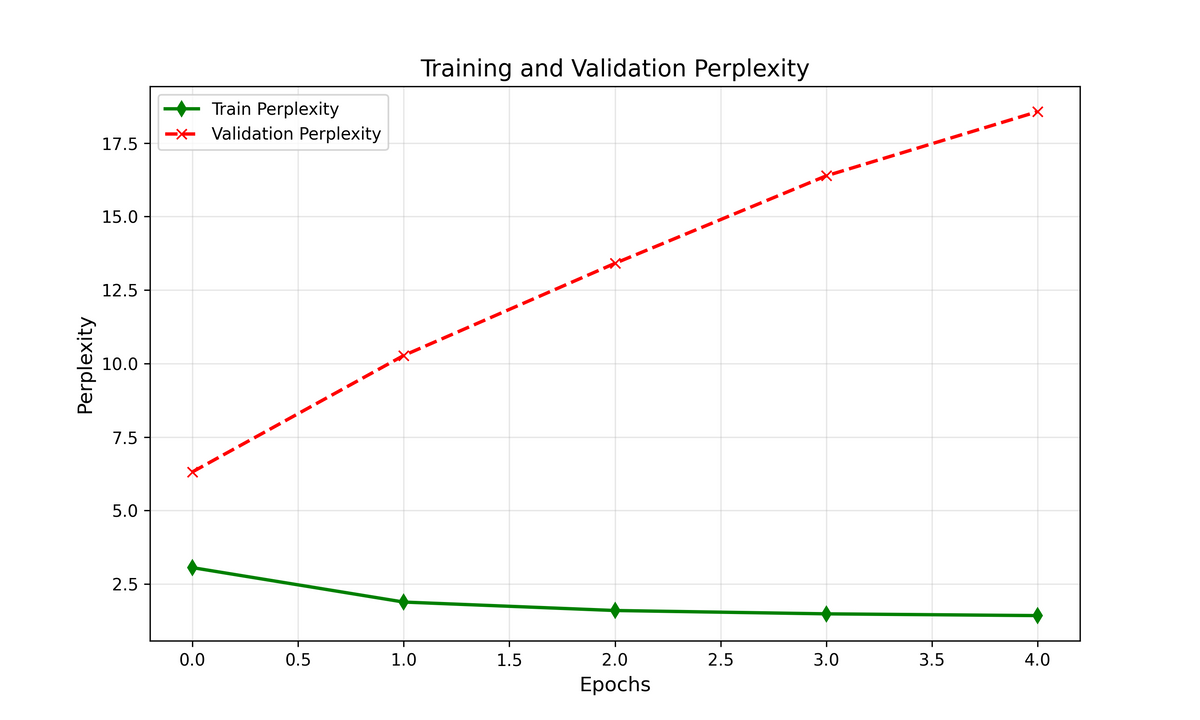 Training and Validation Perplexity
Train Perplexity
Validation Perplexity
17.5
15.0
12.5
10.0
7.5
5.0
2.5
Perplexity
0.0 0.5 1.0 1.5 2.0 2.5 3.0 3.5 4.0
Epochs